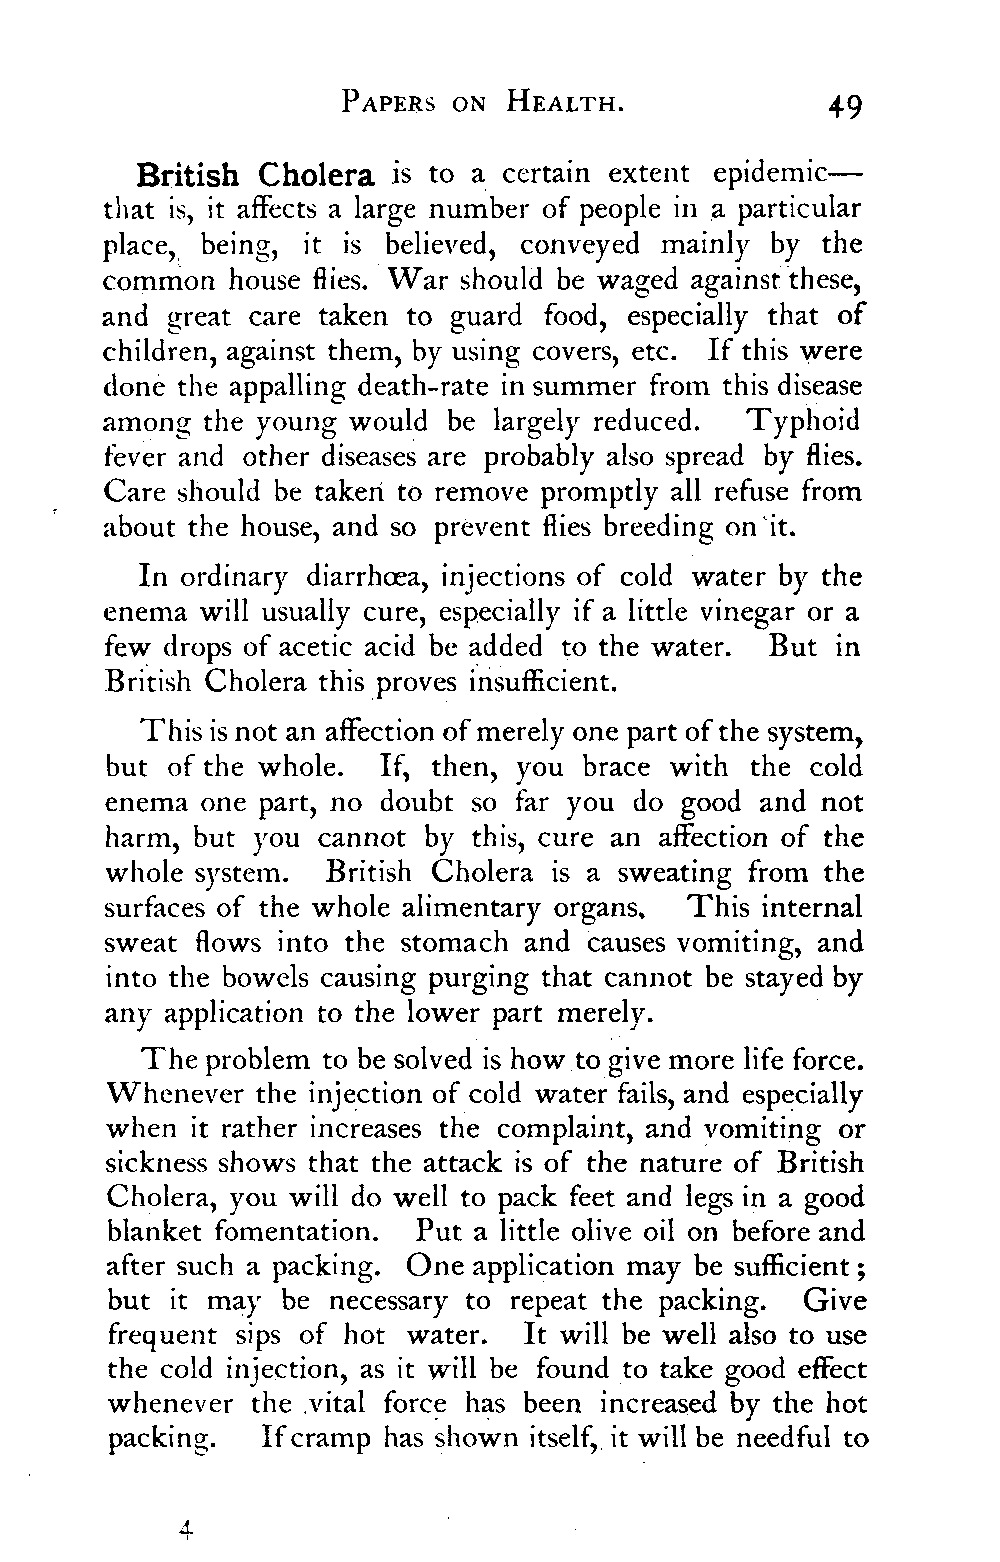 PAPERS ON HEALTH. 49
British Cholera is to a certain extent epidemic—
that is, it affects a large number of people in a particular
place, being, it is believed, conveyed mainly by the
common house flies. War should be waged against these,
and great care taken to guard food, especially that of
children, against them, by using covers, etc. If this were
done the appalling death-rate in summer from this disease
among the young would be largely reduced. Typhoid
fever and other diseases are probably also spread by flies.
Care should be taken to remove promptly all refuse from
about the house, and so prevent flies breeding on it.
In ordinary diarrhœa, injections of cold water by the
enema will usually cure, especially if a little vinegar or a
few drops of acetic acid be added to the water. But in
British Cholera this proves insufficient.
This is not an affection of merely one part of the system,
but of the whole. If, then, you brace with the cold
enema one part, no doubt so far you do good and not
harm, but you cannot by this, cure an affection of the
whole system. British Cholera is a sweating from the
surfaces of the whole alimentary organs. This internal
sweat flows into the stomach and causes vomiting, and
into the bowels causing purging that cannot be stayed by
any application to the lower part merely.
The problem to be solved is how to give more life force.
Whenever the injection of cold water fails, and especially
when it rather increases the complaint, and vomiting or
sickness shows that the attack is of the nature of British
Cholera, you will do well to pack feet and legs in a good
blanket fomentation. Put a little olive oil on before and
after such a packing. One application may be sufficient;
but it may be necessary to repeat the packing. Give
frequent sips of hot water. It will be well also to use
the cold injection, as it will be found to take good effect
whenever the vital force has been increased by the hot
packing. If cramp has shown itself, it will be needful to
4